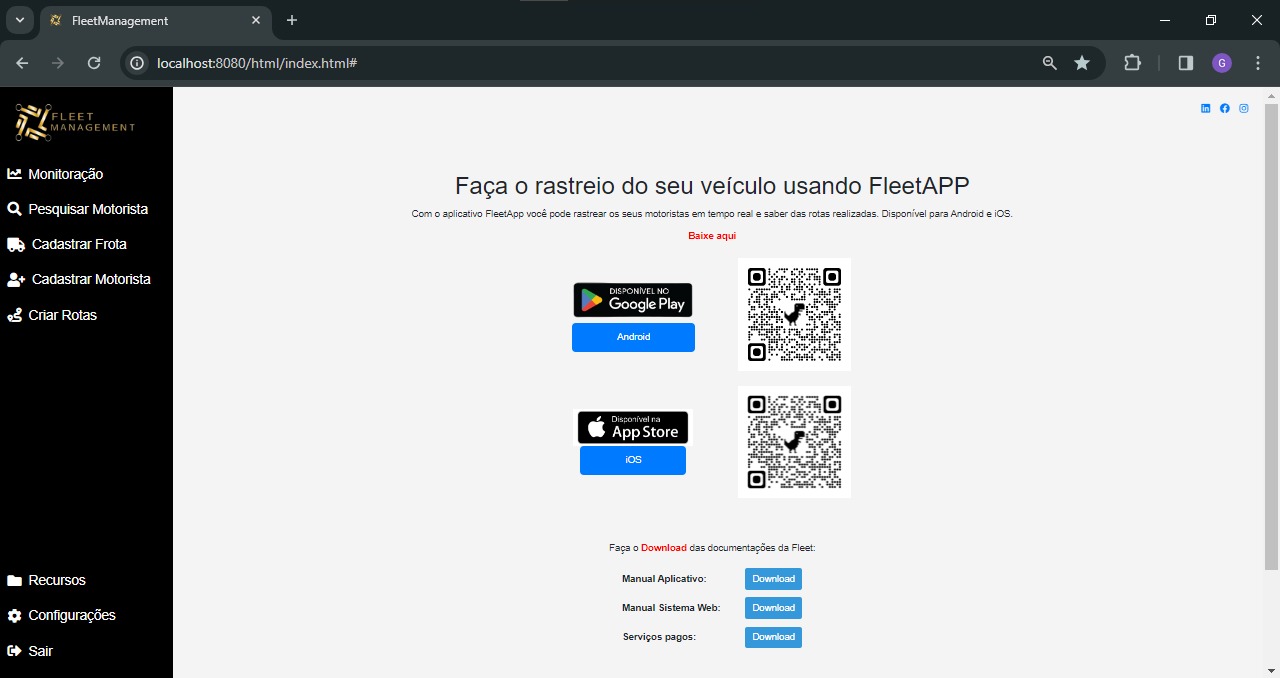 FleetManagement
localhost:8080/html/index.html#
G
FLEET
MANAGEMENT
Monitoração
Pesquisar Motorista
Cadastrar Frota
Cadastrar Motorista
Criar Rotas
Recursos
Configurações
Sair
Faça o rastreio do seu veículo usando FleetAPP
Com o aplicativo FleetApp você pode rastrear os seus motoristas em tempo real e saber das rotas realizadas. Disponível para Android e iOS.
Baixe aqui
DISPONÍVEL NO
Google Play
Android
Disponível na
App Store
iOS
Faça o Download das documentações da Fleet:
Manual Aplicativo: Download
Manual Sistema Web: Download
Serviços pagos: Download